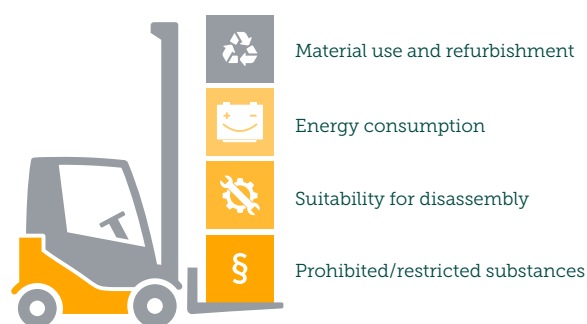 Material use and refurbishment
Energy consumption
Suitability for disassembly
§
Prohibited/restricted substances